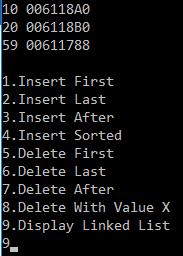 10 006118A0
20 006118B0
59 00611788
1.Insert First
2.Insert Last
3.Insert After
4.Insert Sorted
5.Delete First
6.Delete Last
7.Delete After
8.Delete With Value X
9.Display Linked List
9